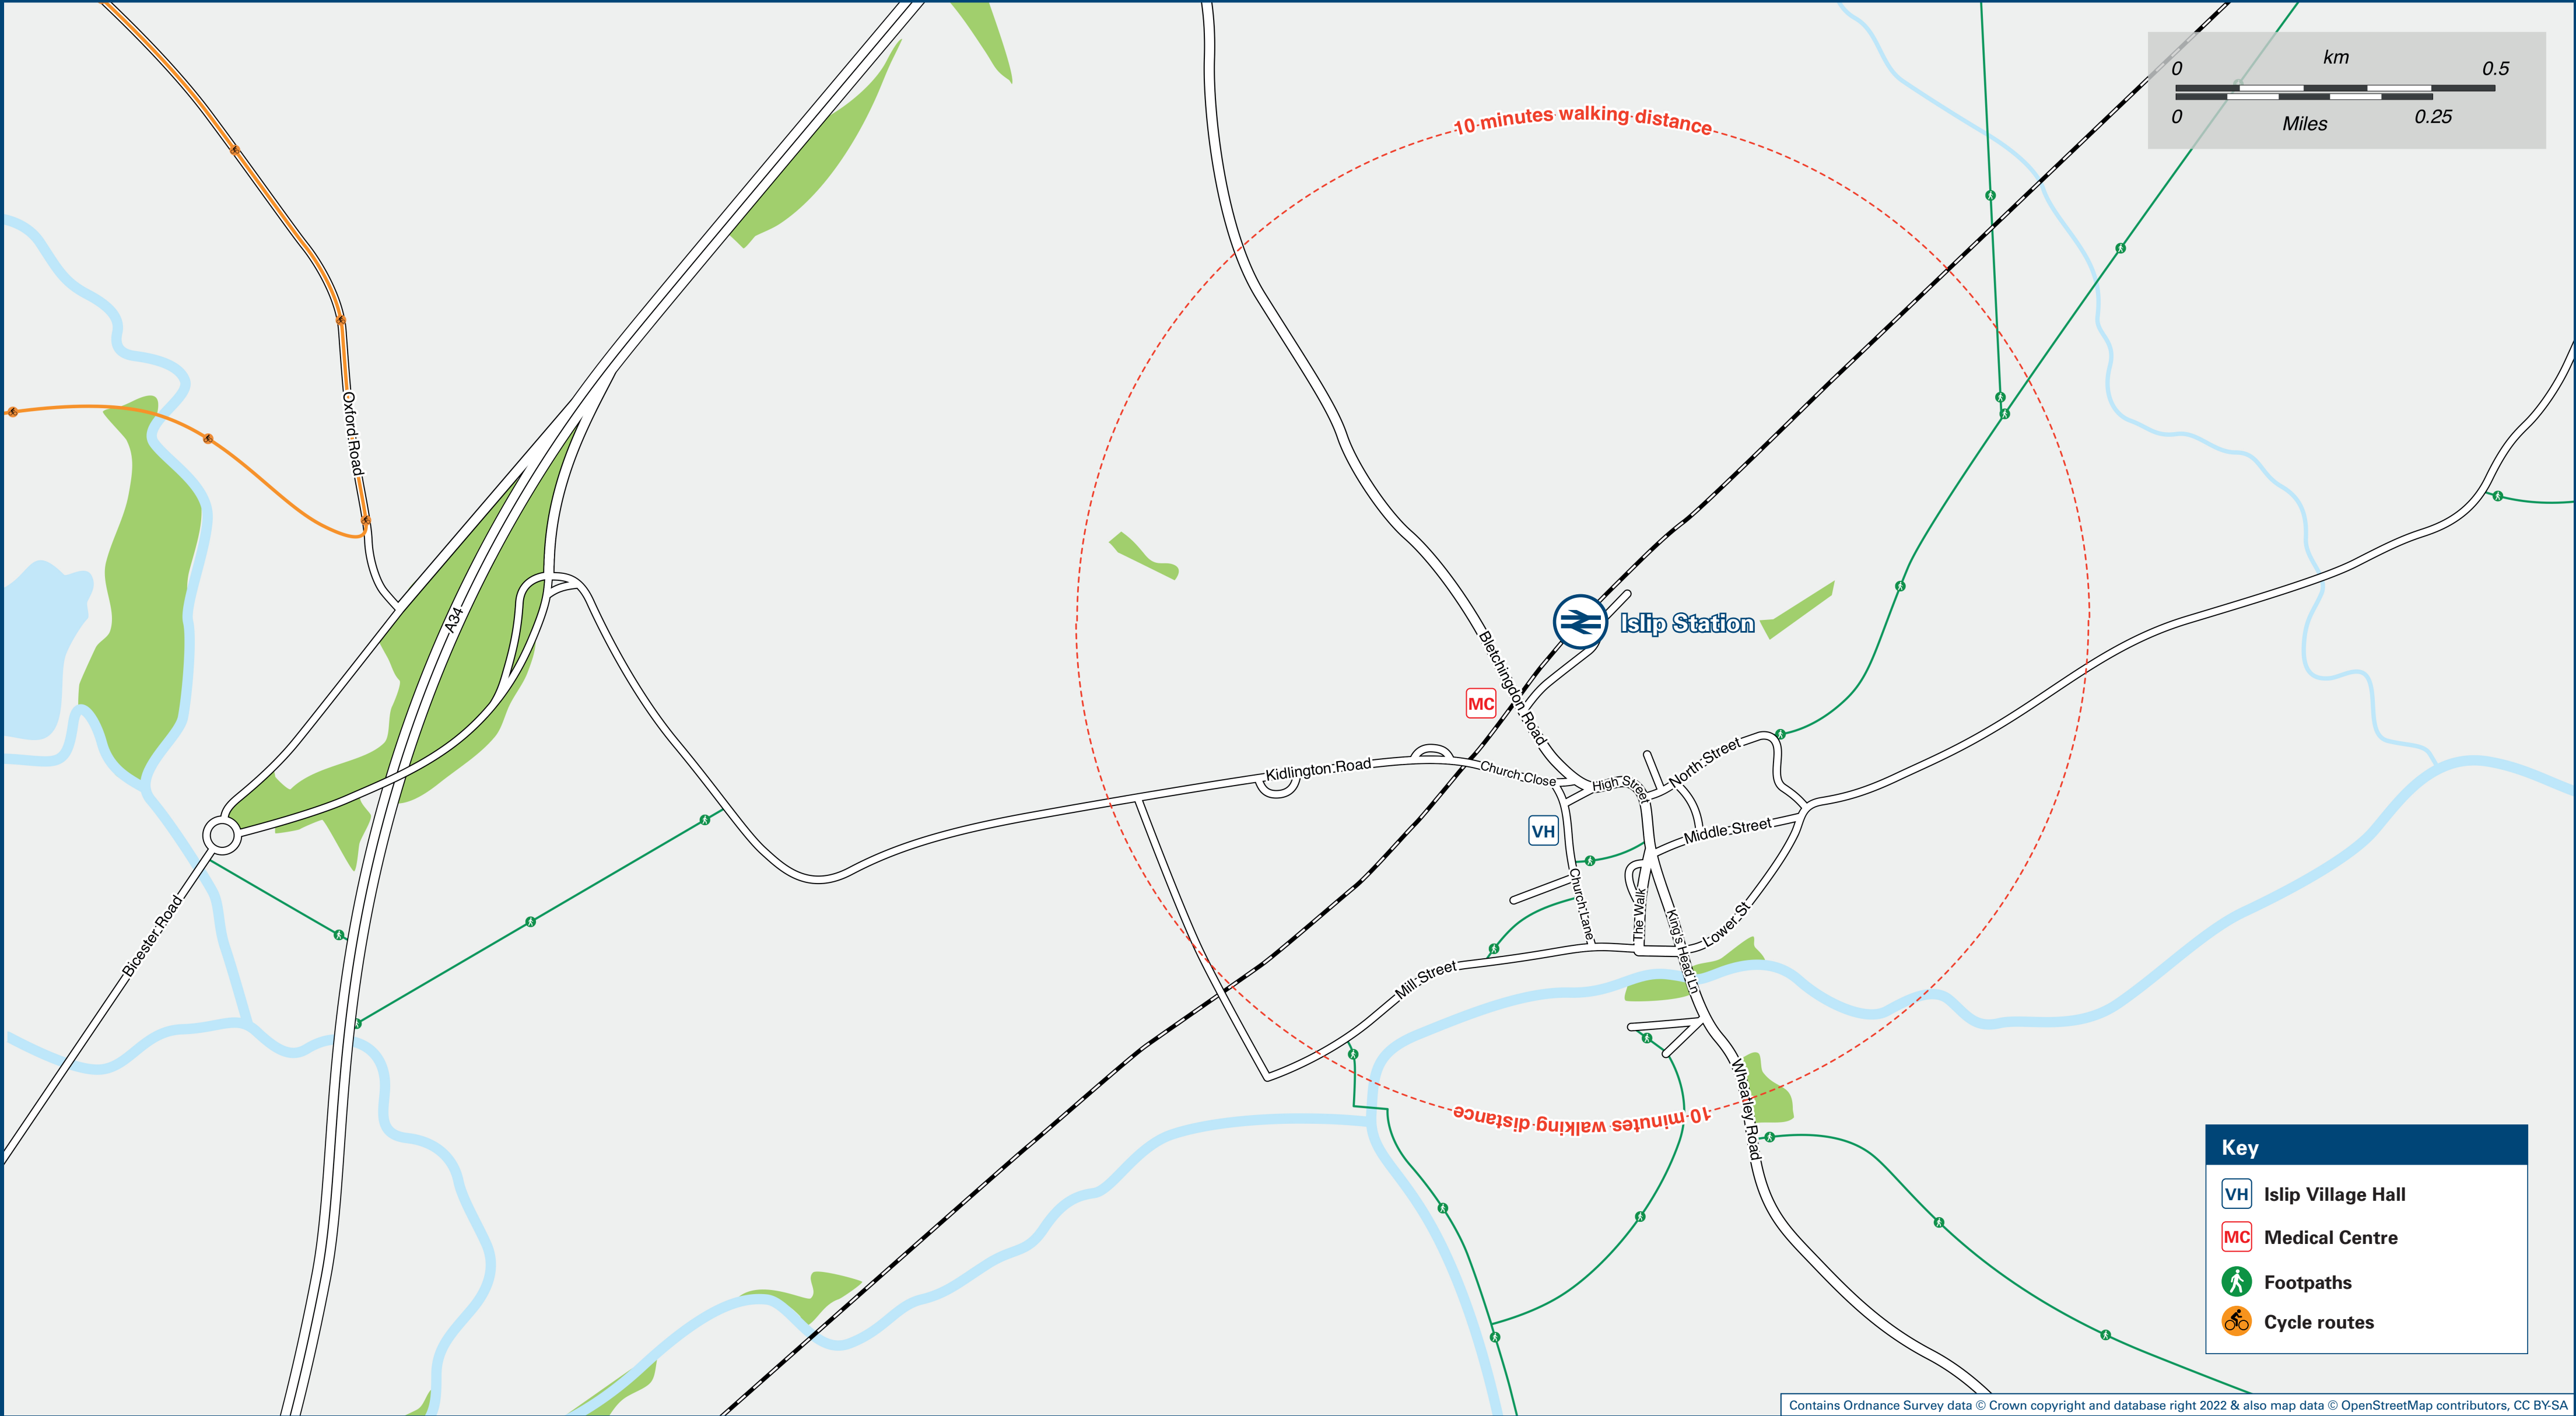 km
0 0.5
0 0.25
Miles
10 minutes walking distance
Oxford Road
A34
Bicester Road
Bletchingdon Road
Islip Station
MC
Kidlington Road
Church Close
High Street
North Street
VH
Middle Street
Church Lane
The Walk
King's Head Ln
Lower St
Mill Street
Wheatley Road
10 minutes walking distance
Key
VH Islip Village Hall
MC Medical Centre
Footpaths
Cycle routes
Contains Ordnance Survey data © Crown copyright and database right 2022 & also map data © OpenStreetMap contributors, CC BY-SA